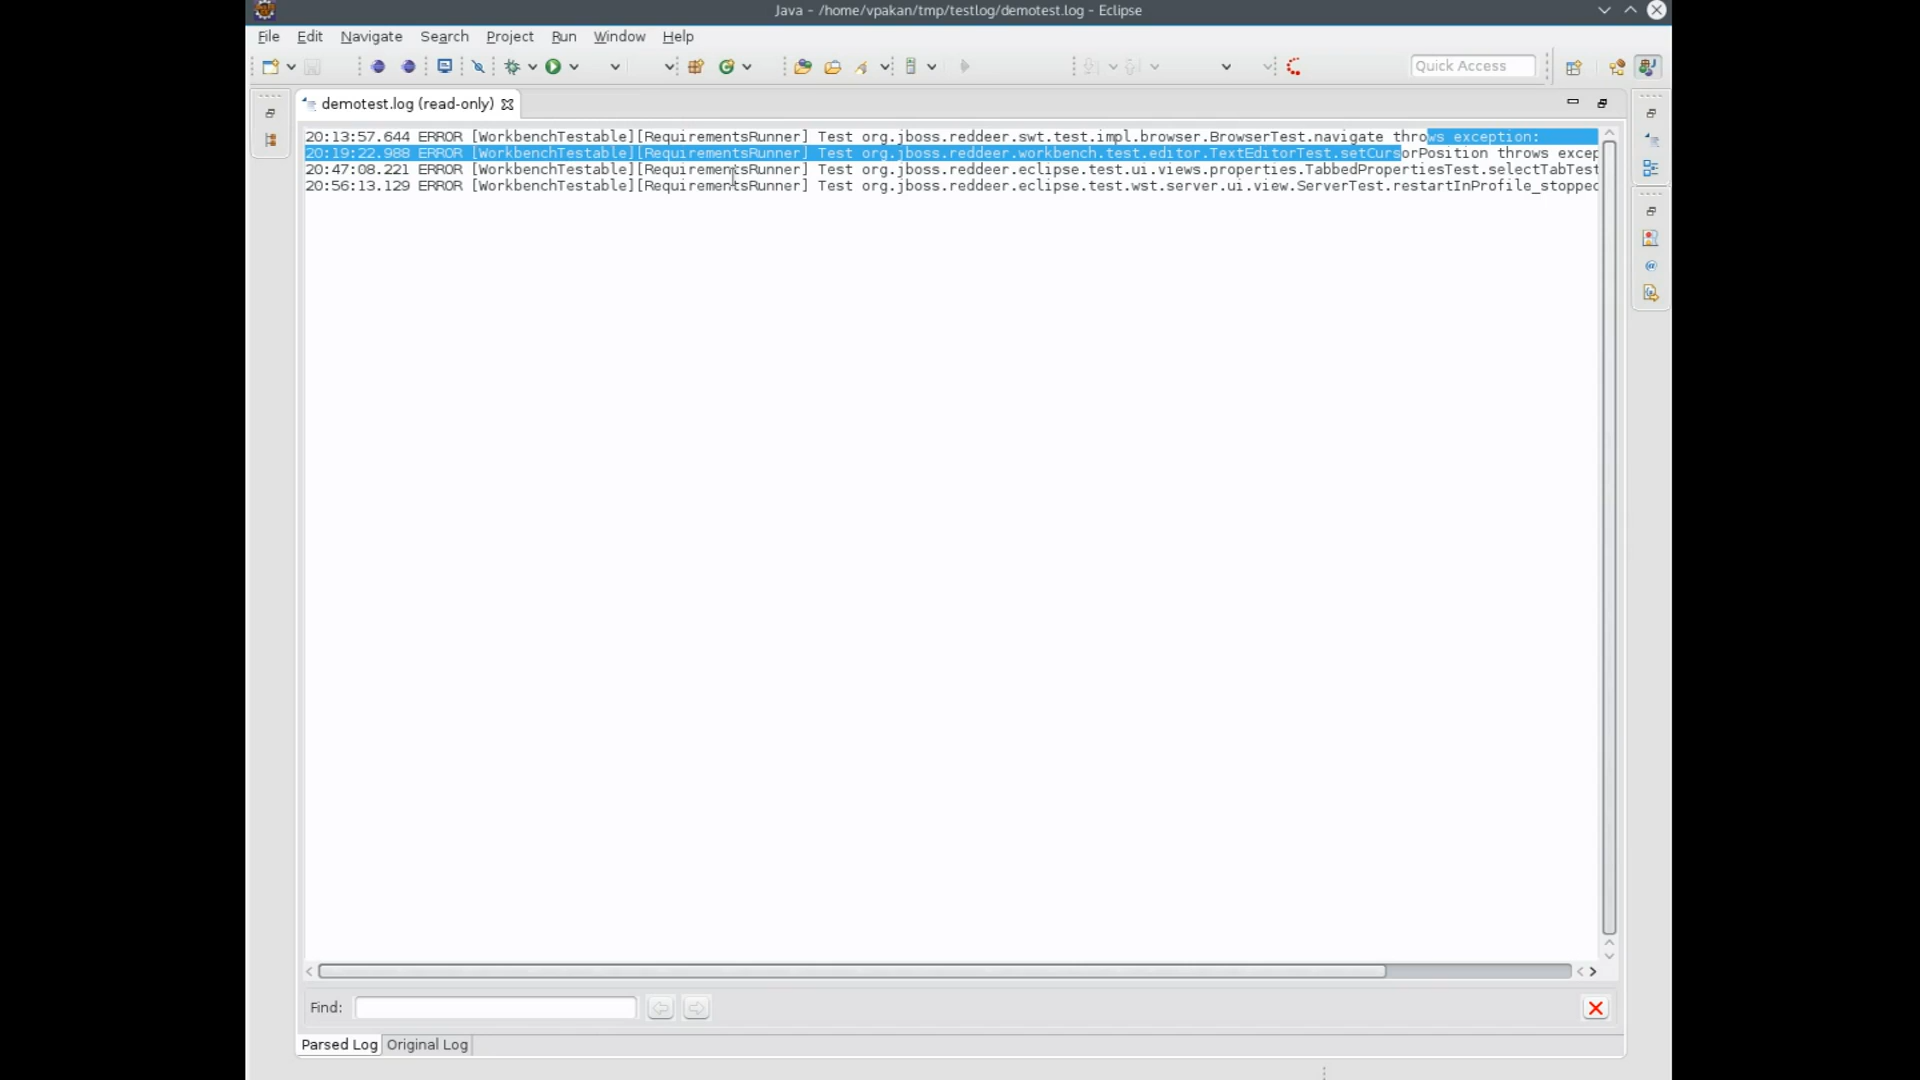 Java - /home/vpakan/tmp/testlog/demotest.log - Eclipse
File Edit Navigate Search Project Run Window Help
Quick Access
demotest.log (read-only)
20:13:57.644 ERROR [WorkbenchTestable][RequirementsRunner] Test org.jboss.reddeer.swt.test.impl.browser.BrowserTest.navigate throws exception:
20:19:22.988 ERROR [WorkbenchTestable][RequirementsRunner] Test org.jboss.reddeer.workbench.test.editor.TextEditorTest.setCursorPosition throws excep
20:47:08.221 ERROR [WorkbenchTestable][RequirementsRunner] Test org.jboss.reddeer.eclipse.test.ui.views.properties.TabbedPropertiesTest.selectTabTest
20:56:13.129 ERROR [WorkbenchTestable][RequirementsRunner] Test org.jboss.reddeer.eclipse.test.wst.server.ui.view.ServerTest.restartInProfile_stopped
Find:
Parsed Log Original Log